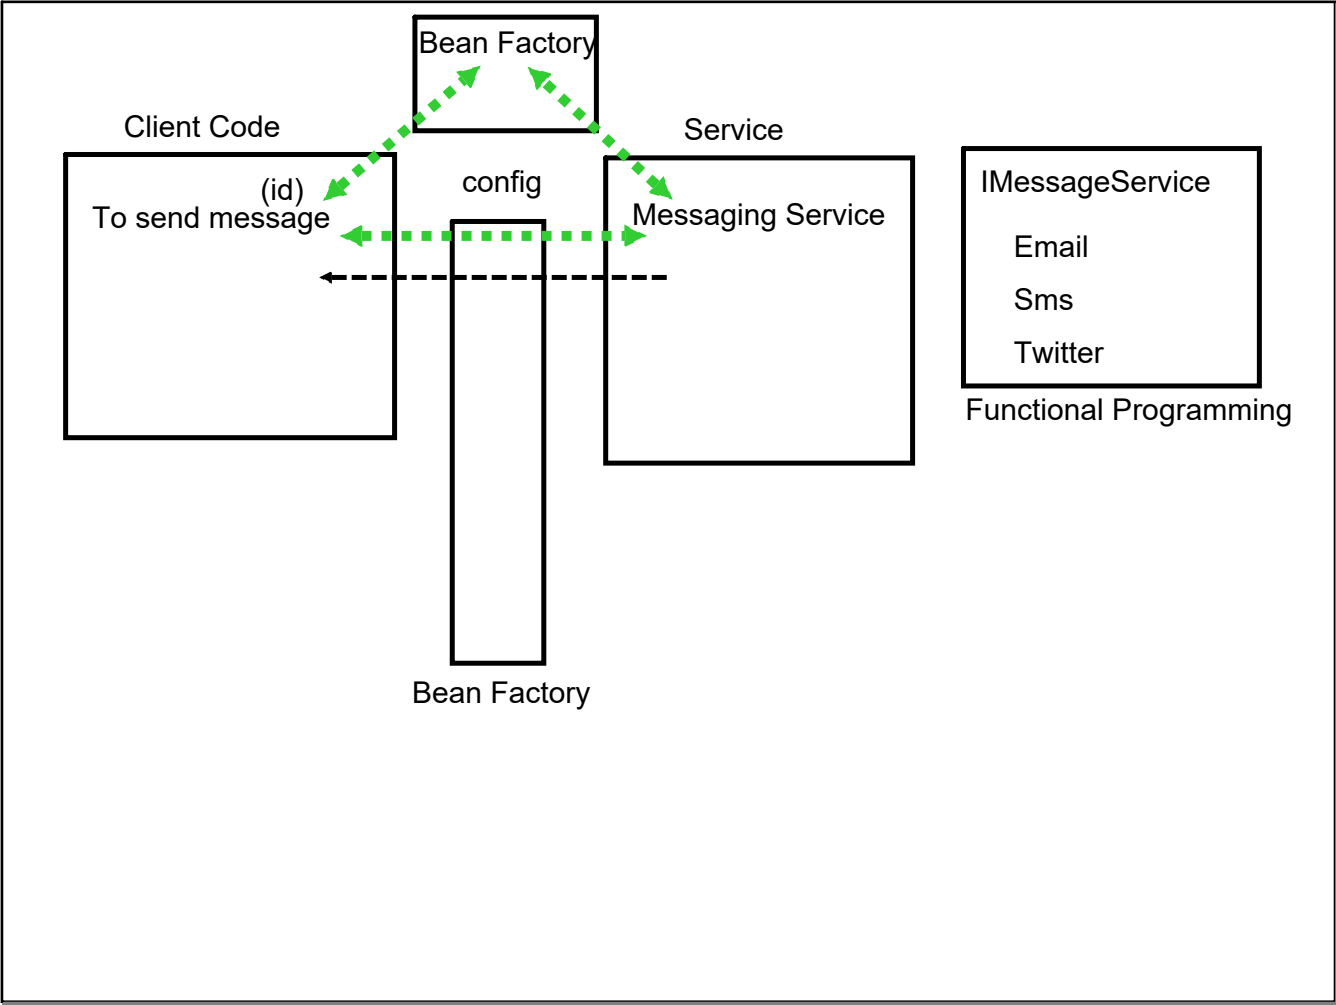 Bean Factory
Client Code
Service
(id)
To send message
config
Messaging Service
IMessageService
Email
Sms
Twitter
Functional Programming
Bean Factory